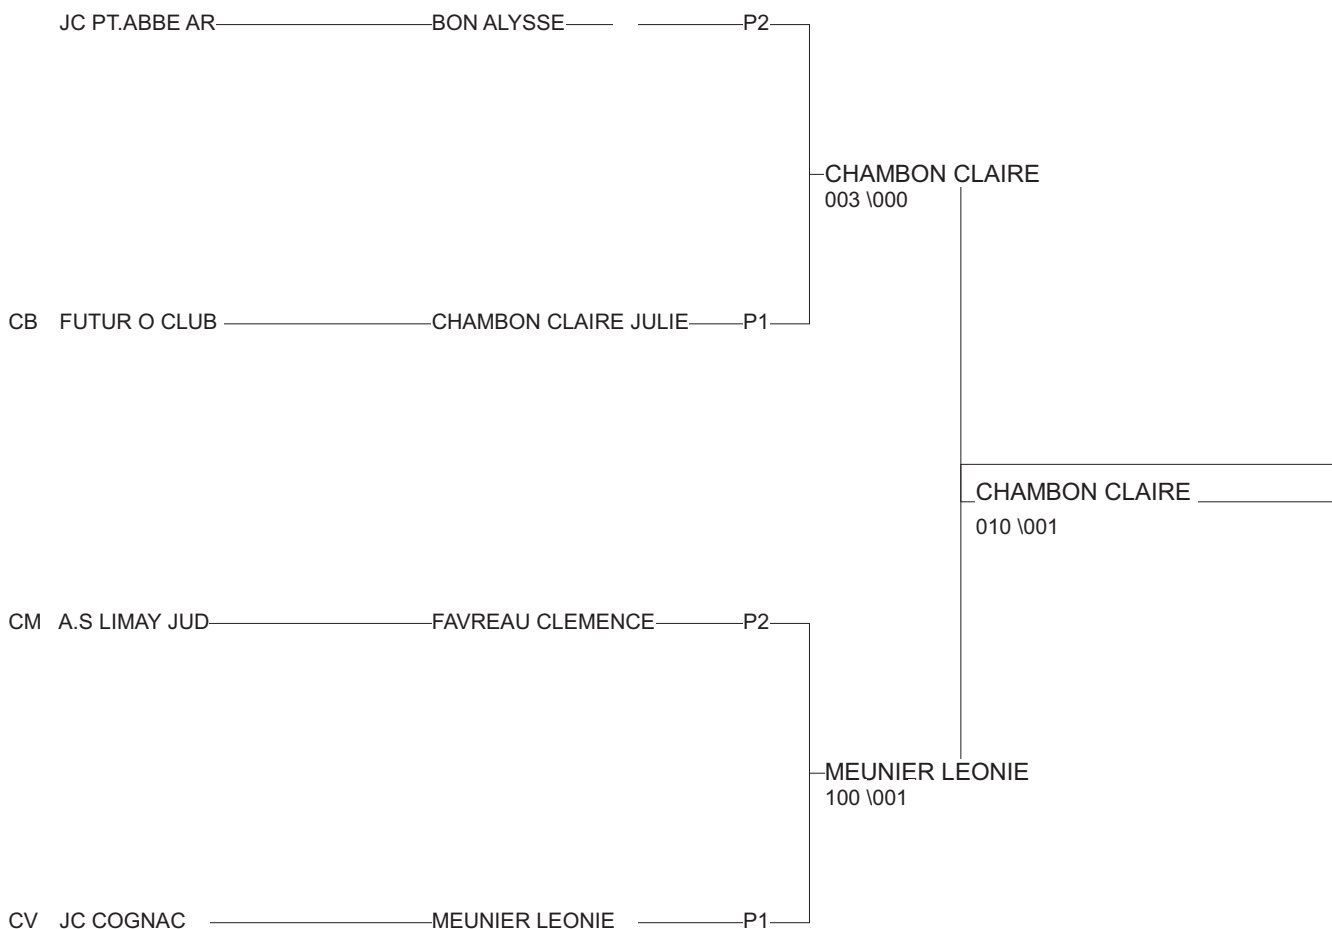 JC PT.ABBE AR BON ALYSSE P2
CHAMBON CLAIRE
003 \000
CB FUTUR O CLUB CHAMBON CLAIRE JULIE P1
CHAMBON CLAIRE
010 \001
CM A.S LIMAY JUD FAVREAU CLEMENCE P2
MEUNIER LEONIE
100 \001
CV JC COGNAC MEUNIER LEONIE P1